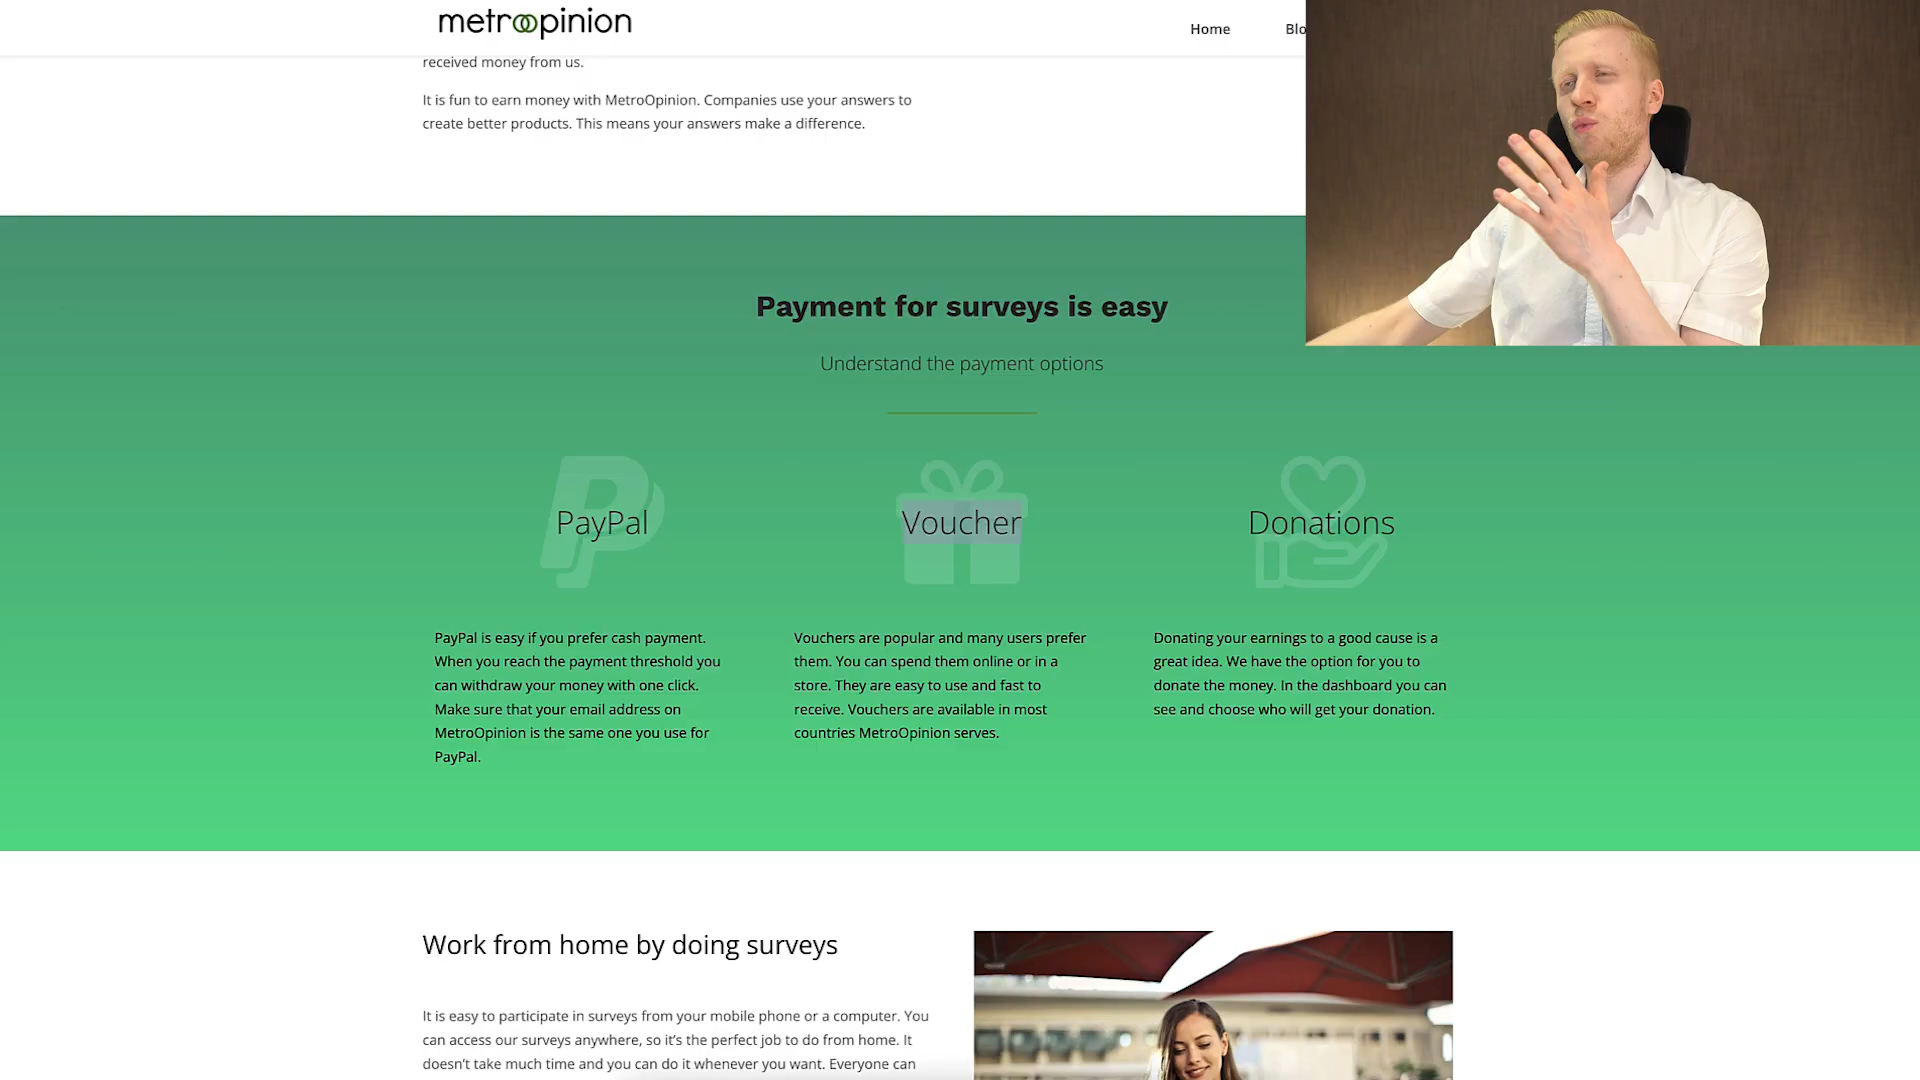 metroopinion
Home
Blo
received money from us.
It is fun to earn money with MetroOpinion. Companies use your answers to
create better products. This means your answers make a difference.
Payment for surveys is easy
Understand the payment options
PayPal
Voucher
Donations
PayPal is easy if you prefer cash payment.
When you reach the payment threshold you
can withdraw your money with one click.
Make sure that your email address on
MetroOpinion is the same one you use for
PayPal.
Vouchers are popular and many users prefer
them. You can spend them online or in a
store. They are easy to use and fast to
receive. Vouchers are available in most
countries MetroOpinion serves.
Donating your earnings to a good cause is a
great idea. We have the option for you to
donate the money. In the dashboard you can
see and choose who will get your donation.
Work from home by doing surveys
It is easy to participate in surveys from your mobile phone or a computer. You
can access our surveys anywhere, so it’s the perfect job to do from home. It
doesn’t take much time and you can do it whenever you want. Everyone can